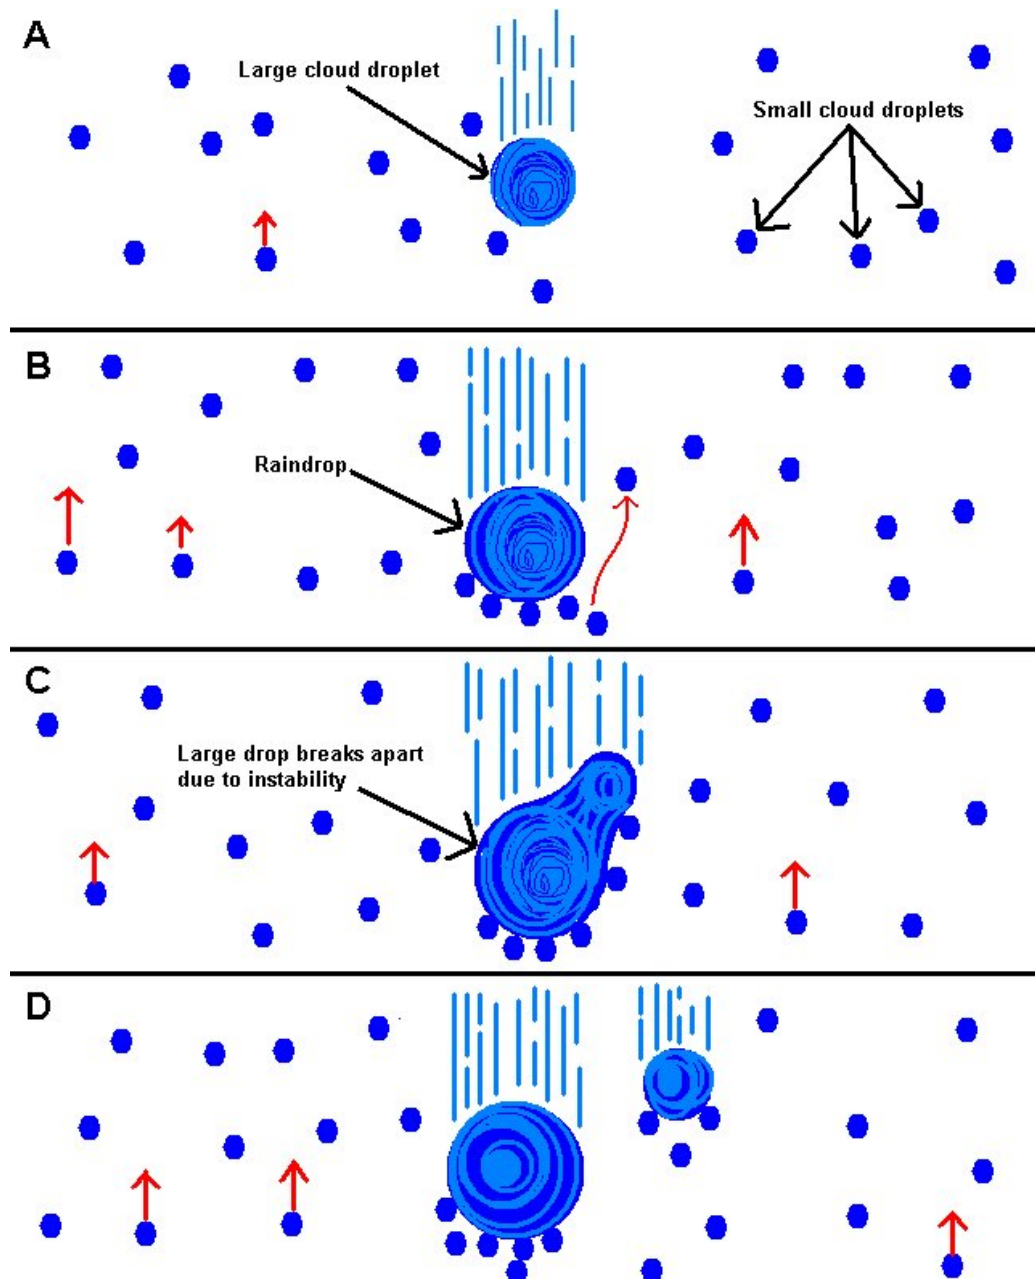 A
Large cloud droplet
Small cloud droplets
B
Raindrop
C
Large drop breaks apart
due to instability
D